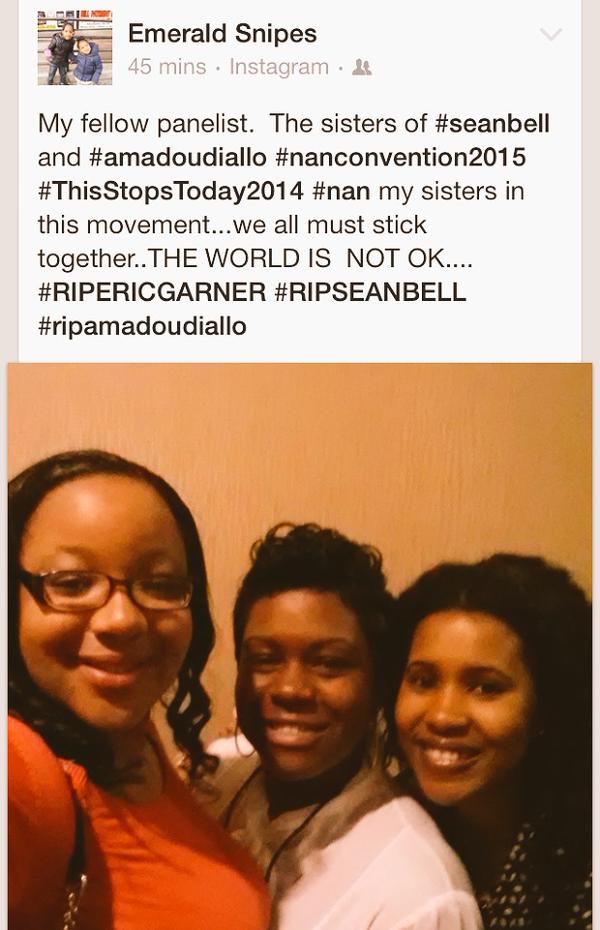 Emerald Snipes
45 mins · Instagram ·
My fellow panelist.  The sisters of #seanbell
and #amadoudiallo #nanconvention2015
#ThisStopsToday2014 #nan my sisters in
this movement...we all must stick
together..THE WORLD IS  NOT OK....
#RIPERICGARNER #RIPSEANBELL
#ripamadoudiallo